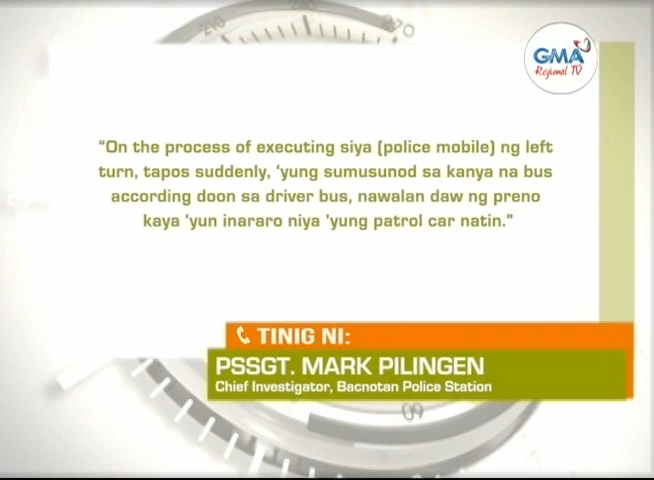 GMA
Regional TV
"On the process of executing siya (police mobile) ng left
turn, tapos suddenly, 'yung sumusunod sa kanya na bus
according doon sa driver bus, nawalan daw ng preno
kaya 'yun inararo niya 'yung patrol car natin."
TINIG NI:
PSSGT. MARK PILINGEN
Chief Investigator, Bacnotan Police Station
60